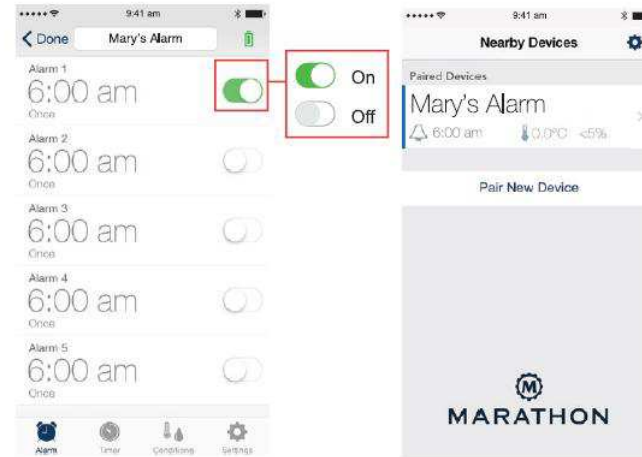 9:41 am
Done
Mary's Alarm
Alarm 1
6:00 am
Once
Alarm 2
6:00 am
Once
Alarm 3
6:00 am
Once
Alarm 4
6:00 am
Once
Alarm 5
6:00 am
Once
Alarm Timer Conditions Settings
On
Off
9:41 am
Nearby Devices
Paired Devices
Mary's Alarm
6:00 am 0.0°C <5%
Pair New Device
M
MARATHON